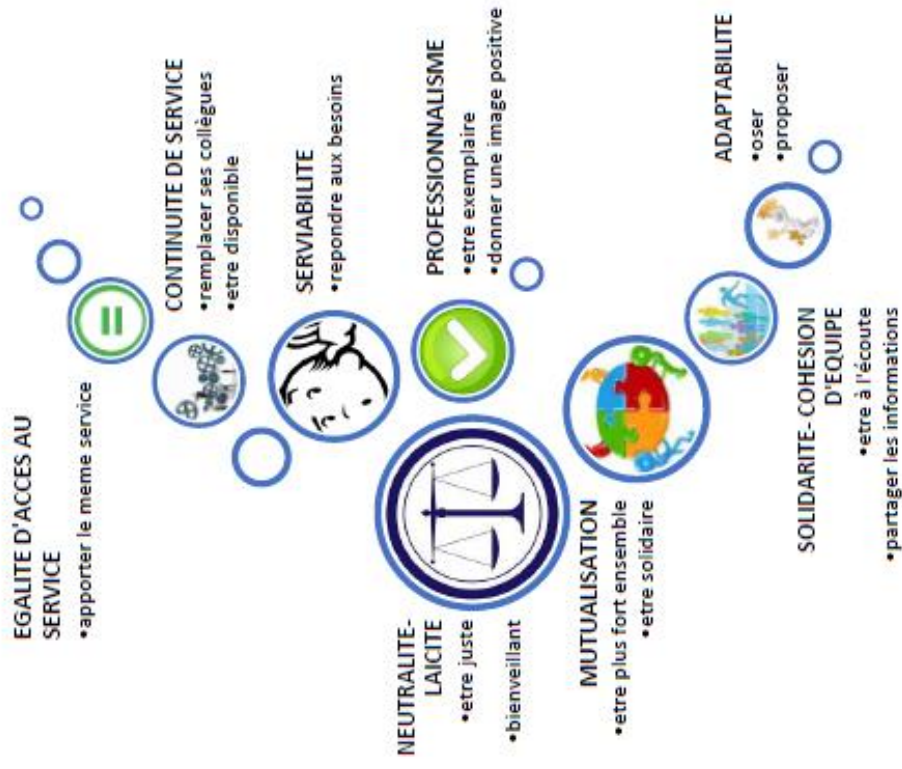 EGALITE D'ACCES AU
SERVICE
•apporter le meme service
CONTINUITE DE SERVICE
•remplacer ses collègues
•etre disponible
SERVIABILITE
•repondre aux besoins
NEUTRALITE-
LAICITE
•etre juste
•bienveillant
PROFESSIONNALISME
•etre exemplaire
•donner une image positive
MUTUALISATION
•etre plus fort ensemble
•etre solidaire
SOLIDARITE- COHESION
D'EQUIPE
•etre à l'écoute
•partager les informations
ADAPTABILITE
•oser
•proposer